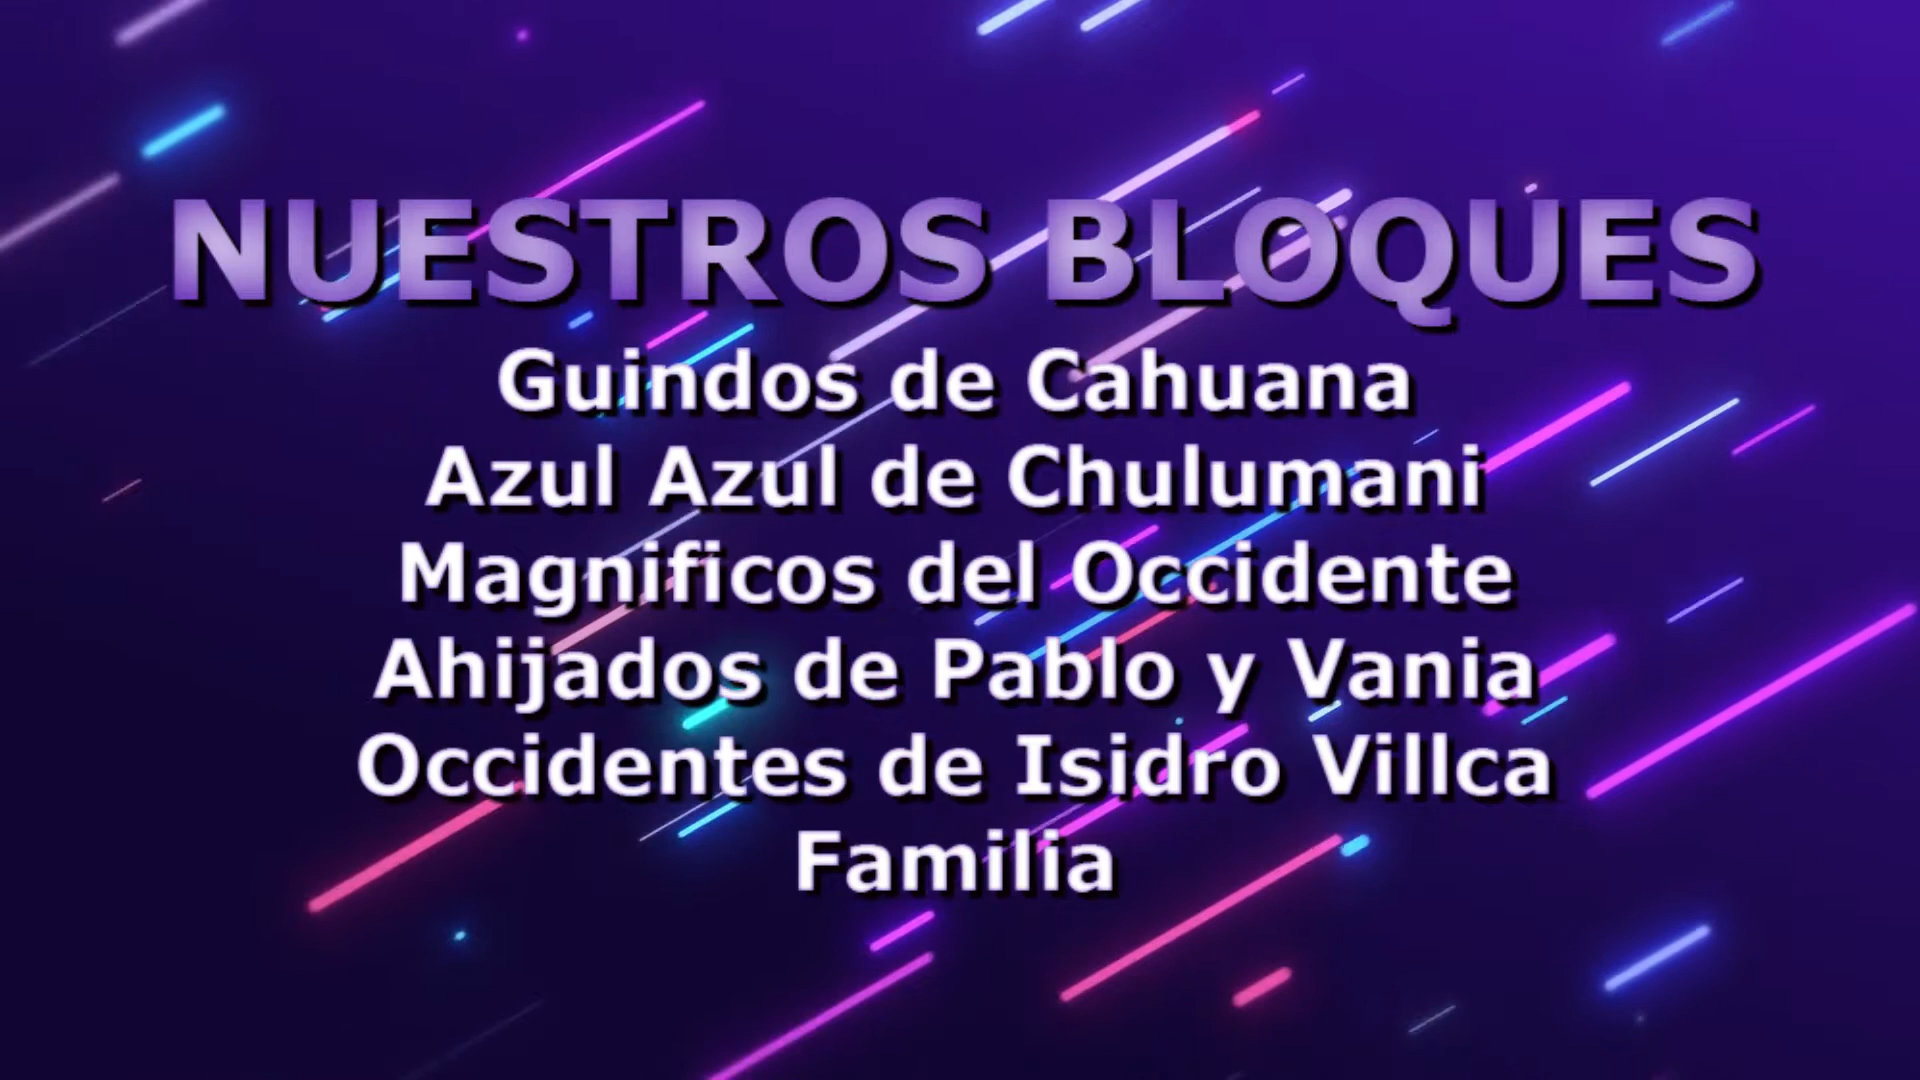 NUESTROS BLOQUES
Guindos de Cahuana
Azul Azul de Chulumani
Magnificos del Occidente
Ahijados de Pablo y Vania
Occidentes de Isidro Villca
Familia